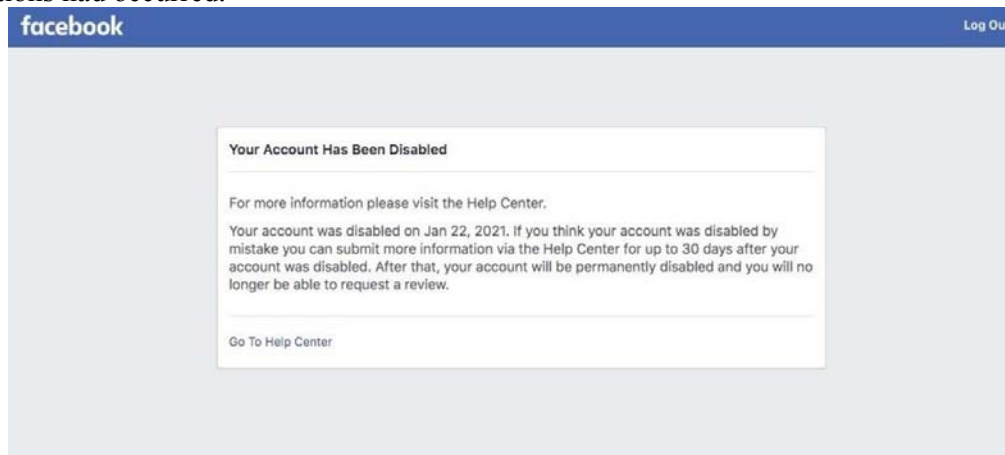 had occurred.
facebook
Log Ou
Your Account Has Been Disabled
For more information please visit the Help Center.
Your account was disabled on Jan 22, 2021. If you think your account was disabled by
mistake you can submit more information via the Help Center for up to 30 days after your
account was disabled. After that, your account will be permanently disabled and you will no
longer be able to request a review.
Go To Help Center